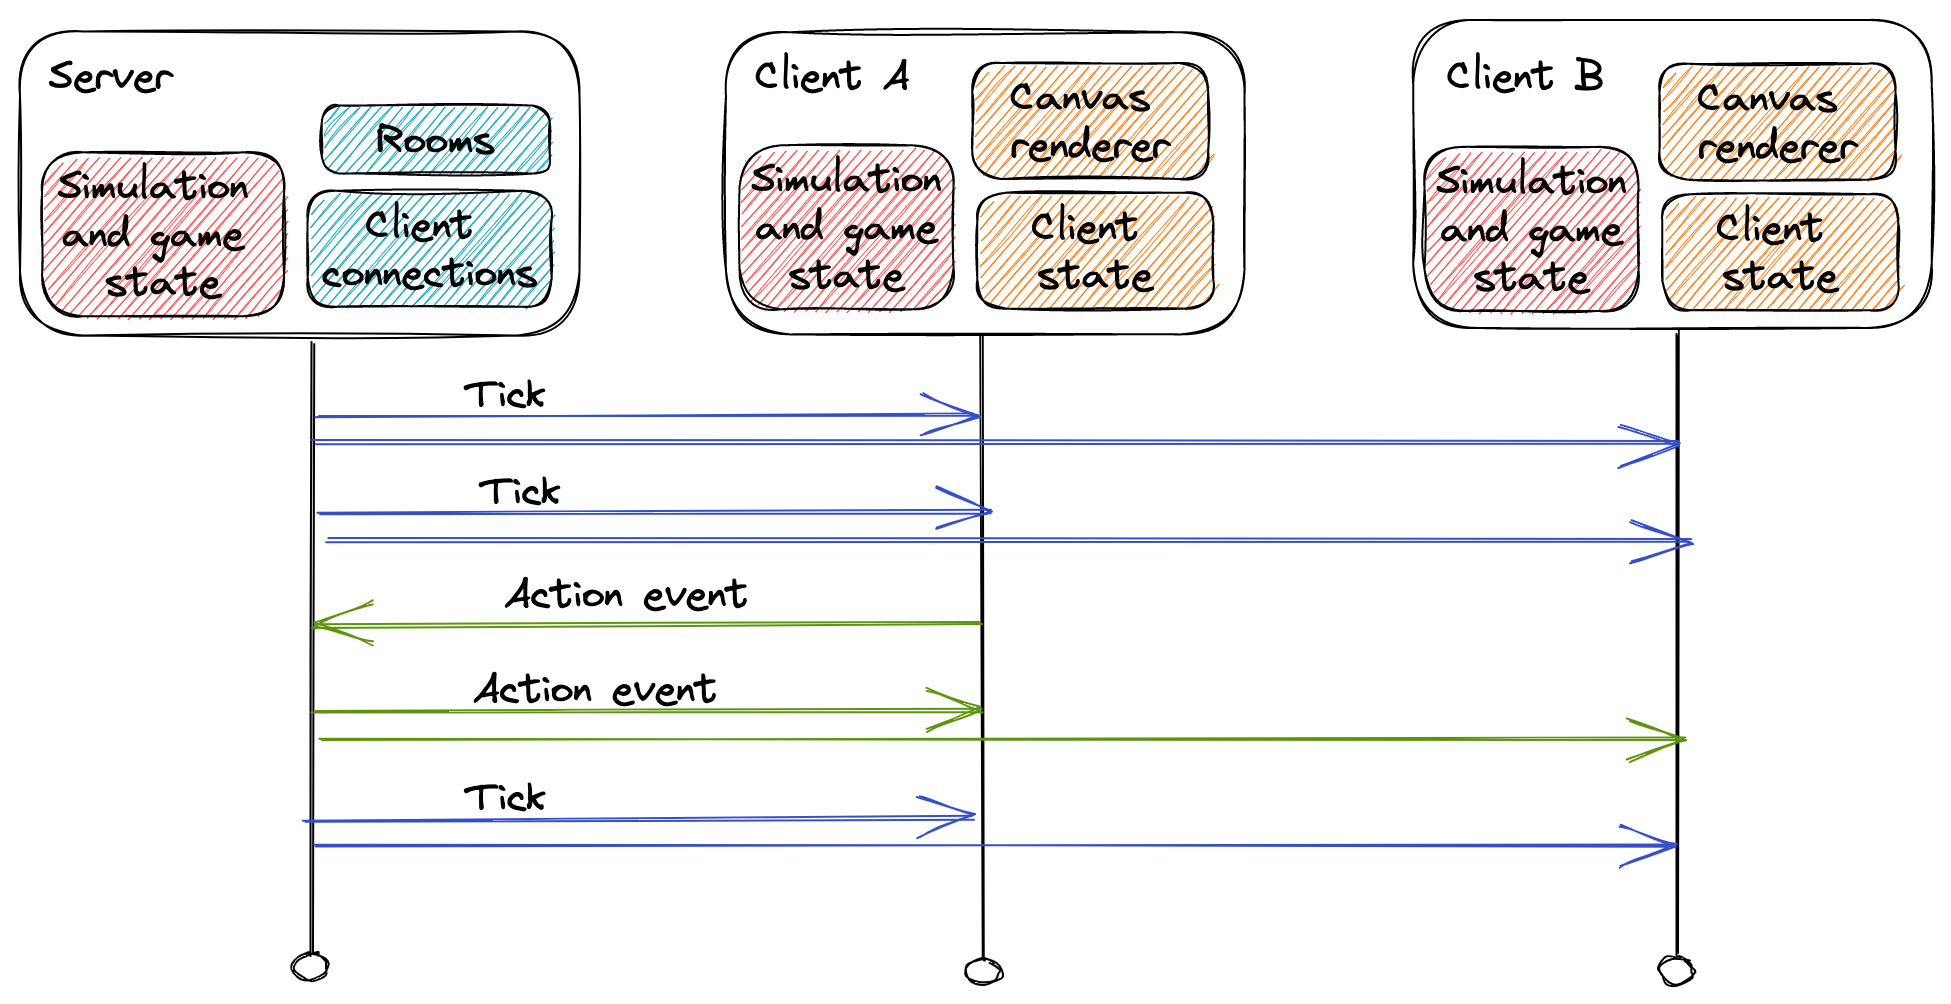 Server
Rooms
Simulation
and game
state
Client
connections
Client A
Canvas
renderer
Simulation
and game
state
Client
state
Client B
Canvas
renderer
Simulation
and game
state
Client
state
Tick
Tick
Action event
Action event
Tick